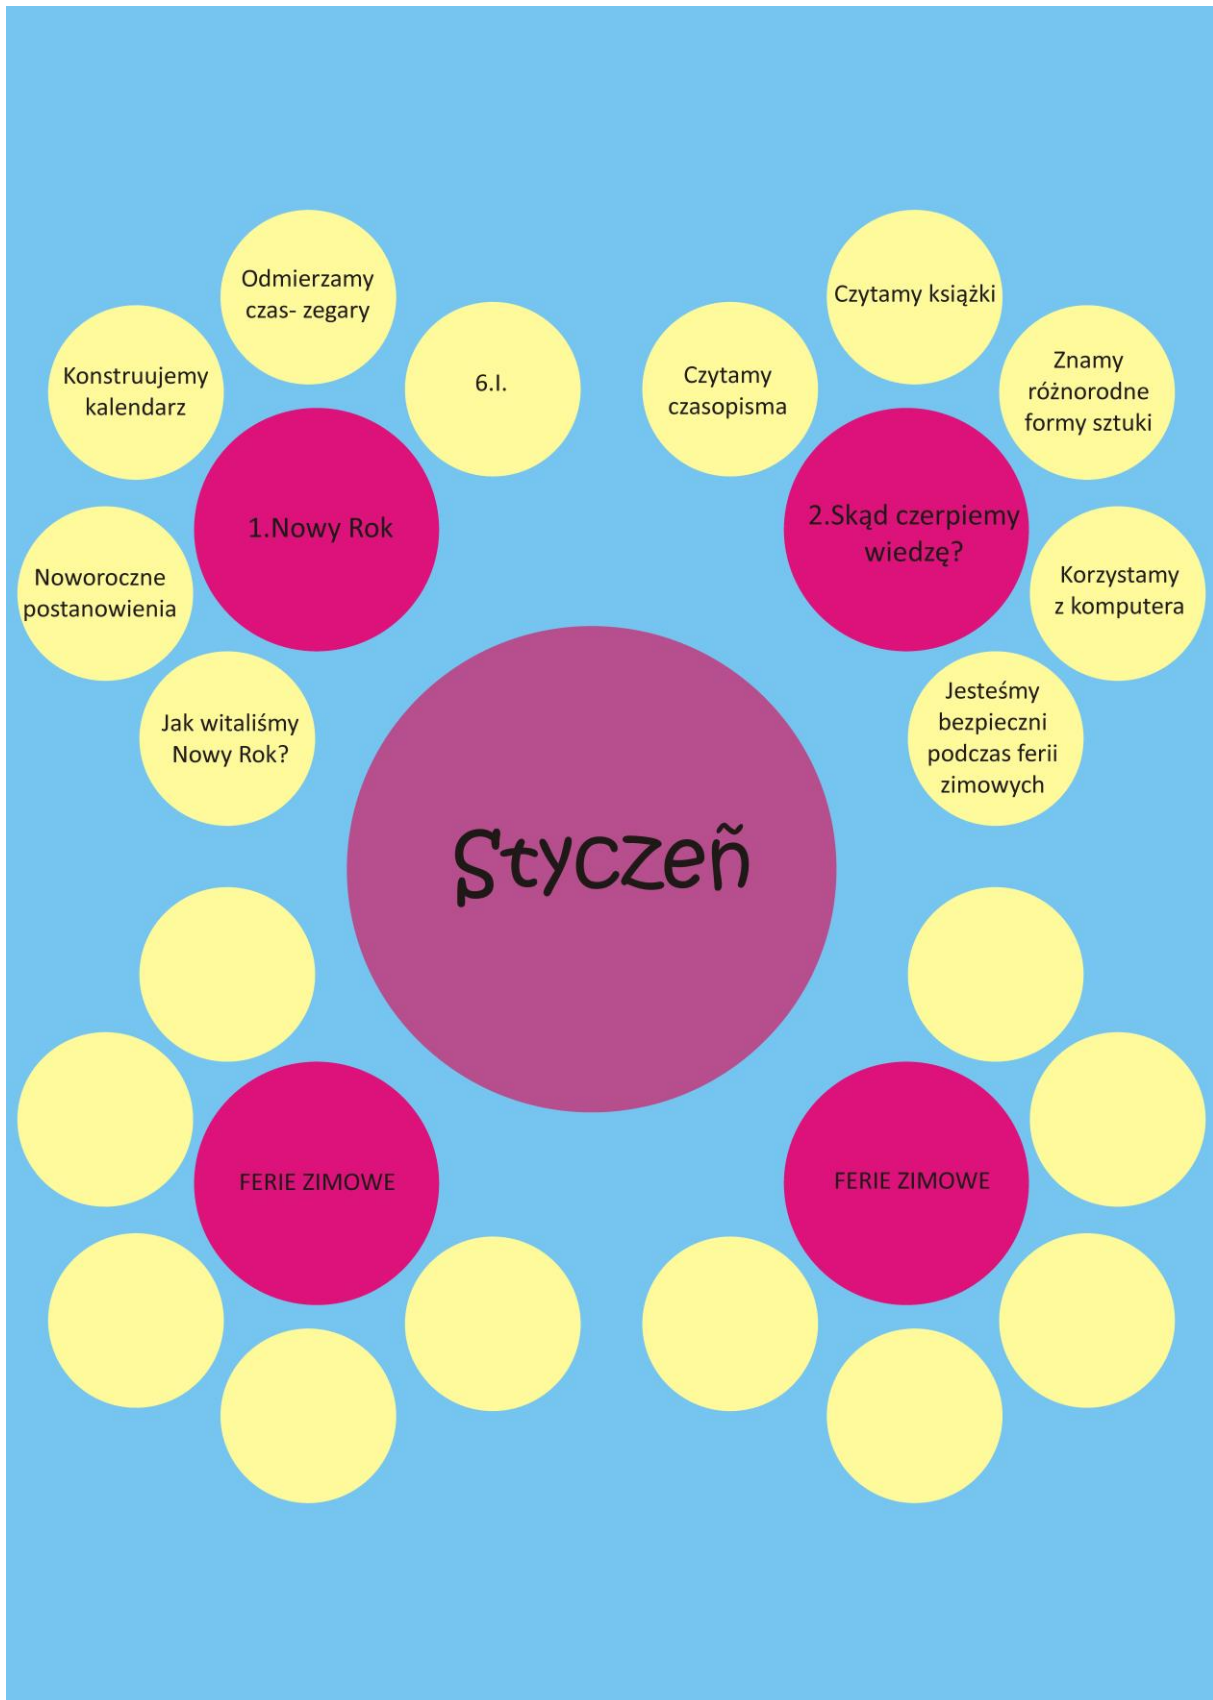 Odmierzamy
czas- zegary
Konstruujemy
kalendarz
6.I.
1.Nowy Rok
Noworoczne
postanowienia
Jak witaliśmy
Nowy Rok?
Czytamy książki
Czytamy
czasopisma
Znamy
różnorodne
formy sztuki
2.Skąd czerpiemy
wiedzę?
Korzystamy
z komputera
Jesteśmy
bezpieczni
podczas ferii
zimowych
Styczeñ
FERIE ZIMOWE
FERIE ZIMOWE